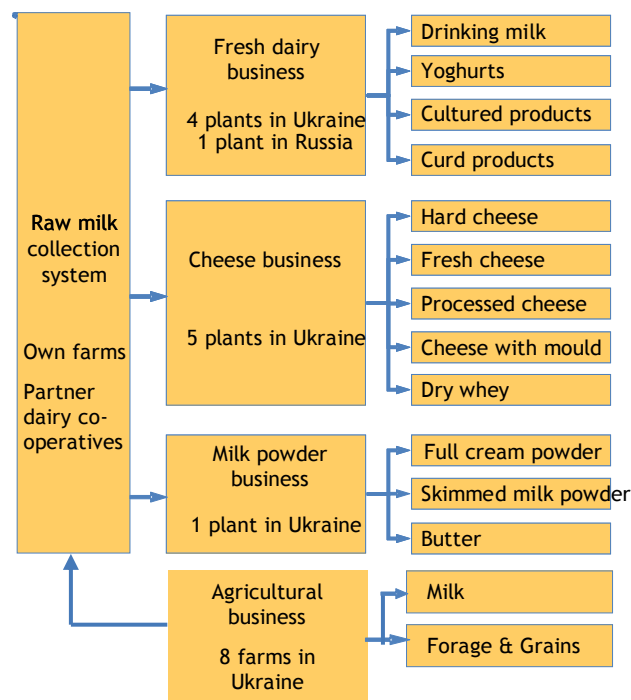 Raw milk
collection
system
Own farms
Partner
dairy co-
operatives
Fresh dairy
business
4 plants in Ukraine
1 plant in Russia
Drinking milk
Yoghurts
Cultured products
Curd products
Cheese business
5 plants in Ukraine
Hard cheese
Fresh cheese
Processed cheese
Cheese with mould
Dry whey
Milk powder
business
1 plant in Ukraine
Full cream powder
Skimmed milk powder
Butter
Agricultural
business
8 farms in
Ukraine
Milk
Forage & Grains